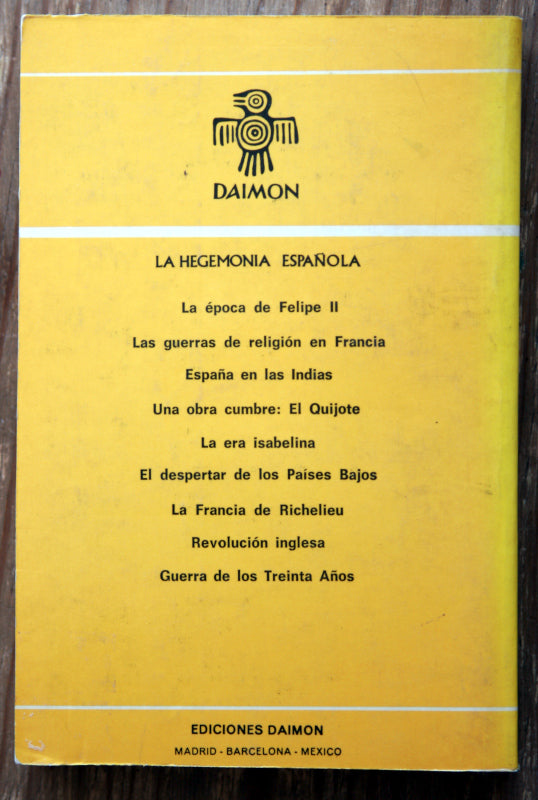 DAIMON
LA HEGEMONIA ESPAÑOLA
La época de Felipe II
Las guerras de religión en Francia
España en las Indias
Una obra cumbre: El Quijote
La era isabelina
El despertar de los Países Bajos
La Francia de Richelieu
Revolución inglesa
Guerra de los Treinta Años
EDICIONES DAIMON
MADRID - BARCELONA - MEXICO